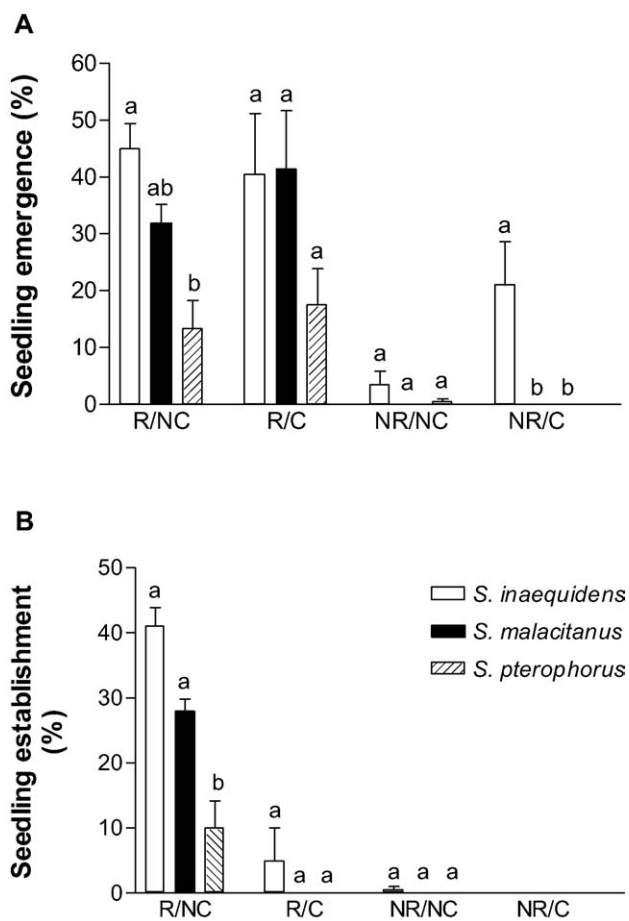 A
Seedling emergence (%)
60
50
40
30
20
10
0
a
ab
b
a
a
a
a
a
a
a
b
b
R/NC
R/C
NR/NC
NR/C
B
Seedling establishment
(%)
50
40
30
20
10
0
a
a
b
a
a
a
a
a
a
S. inaequidens
S. malacitanus
S. pterophorus
R/NC
R/C
NR/NC
NR/C